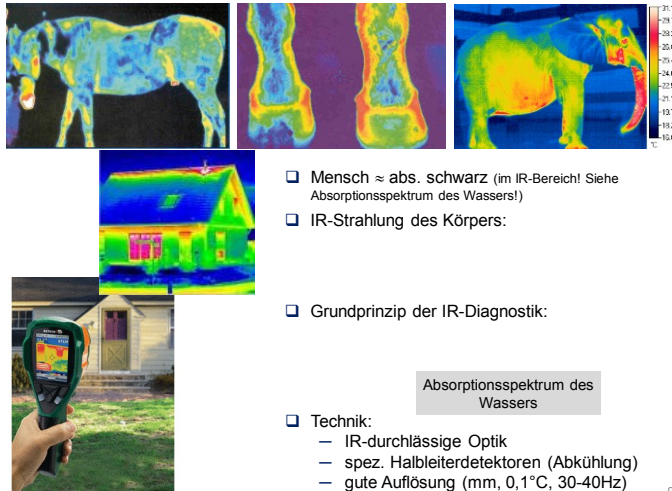 ❑ Mensch ≈ abs. schwarz (im IR-Bereich! Siehe
Absorptionsspektrum des Wassers!)
❑ IR-Strahlung des Körpers:
❑ Grundprinzip der IR-Diagnostik:
Absorptionsspektrum des
Wassers
❑ Technik:
— IR-durchlässige Optik
— spez. Halbleiterdetektoren (Abkühlung)
— gute Auflösung (mm, 0,1°C, 30-40Hz)
°C